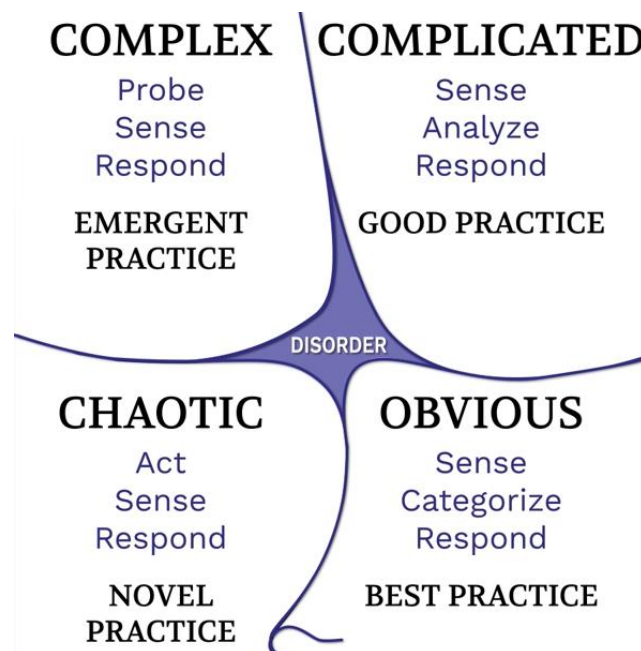 COMPLEX
Probe
Sense
Respond
EMERGENT
PRACTICE
COMPLICATED
Sense
Analyze
Respond
GOOD PRACTICE
DISORDER
CHAOTIC
Act
Sense
Respond
NOVEL
PRACTICE
OBVIOUS
Sense
Categorize
Respond
BEST PRACTICE